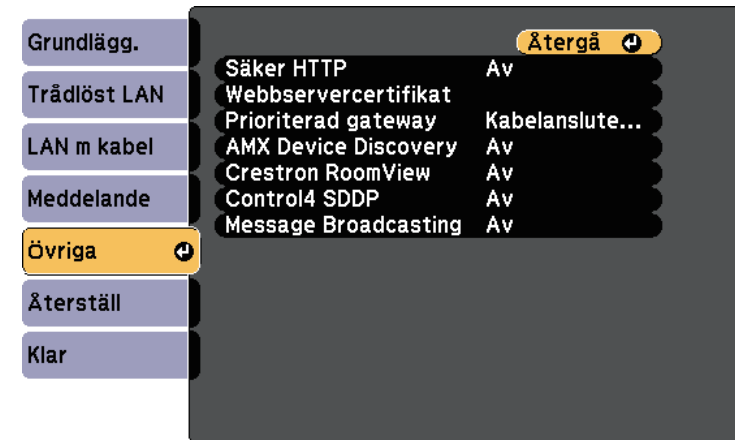 Grundlägg.
Trådlöst LAN
LAN m kabel
Meddelande
Övriga
Återställ
Klar
Återgå
Säker HTTP Av
Webbservercertifikat
Prioriterad gateway Kabelanslute...
AMX Device Discovery Av
Crestron RoomView Av
Control4 SDDP Av
Message Broadcasting Av